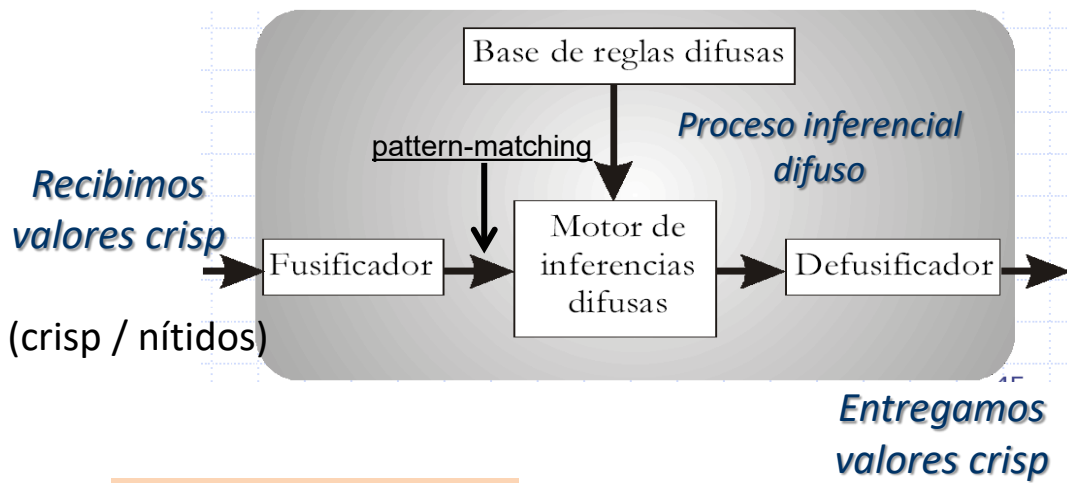 Base de reglas difusas
Proceso inferencial
difuso
pattern-matching
Recibimos
valores crisp
Fusificador
Motor de
inferencias
difusas
Defusificador
(crisp / nítidos)
Entregamos
valores crisp